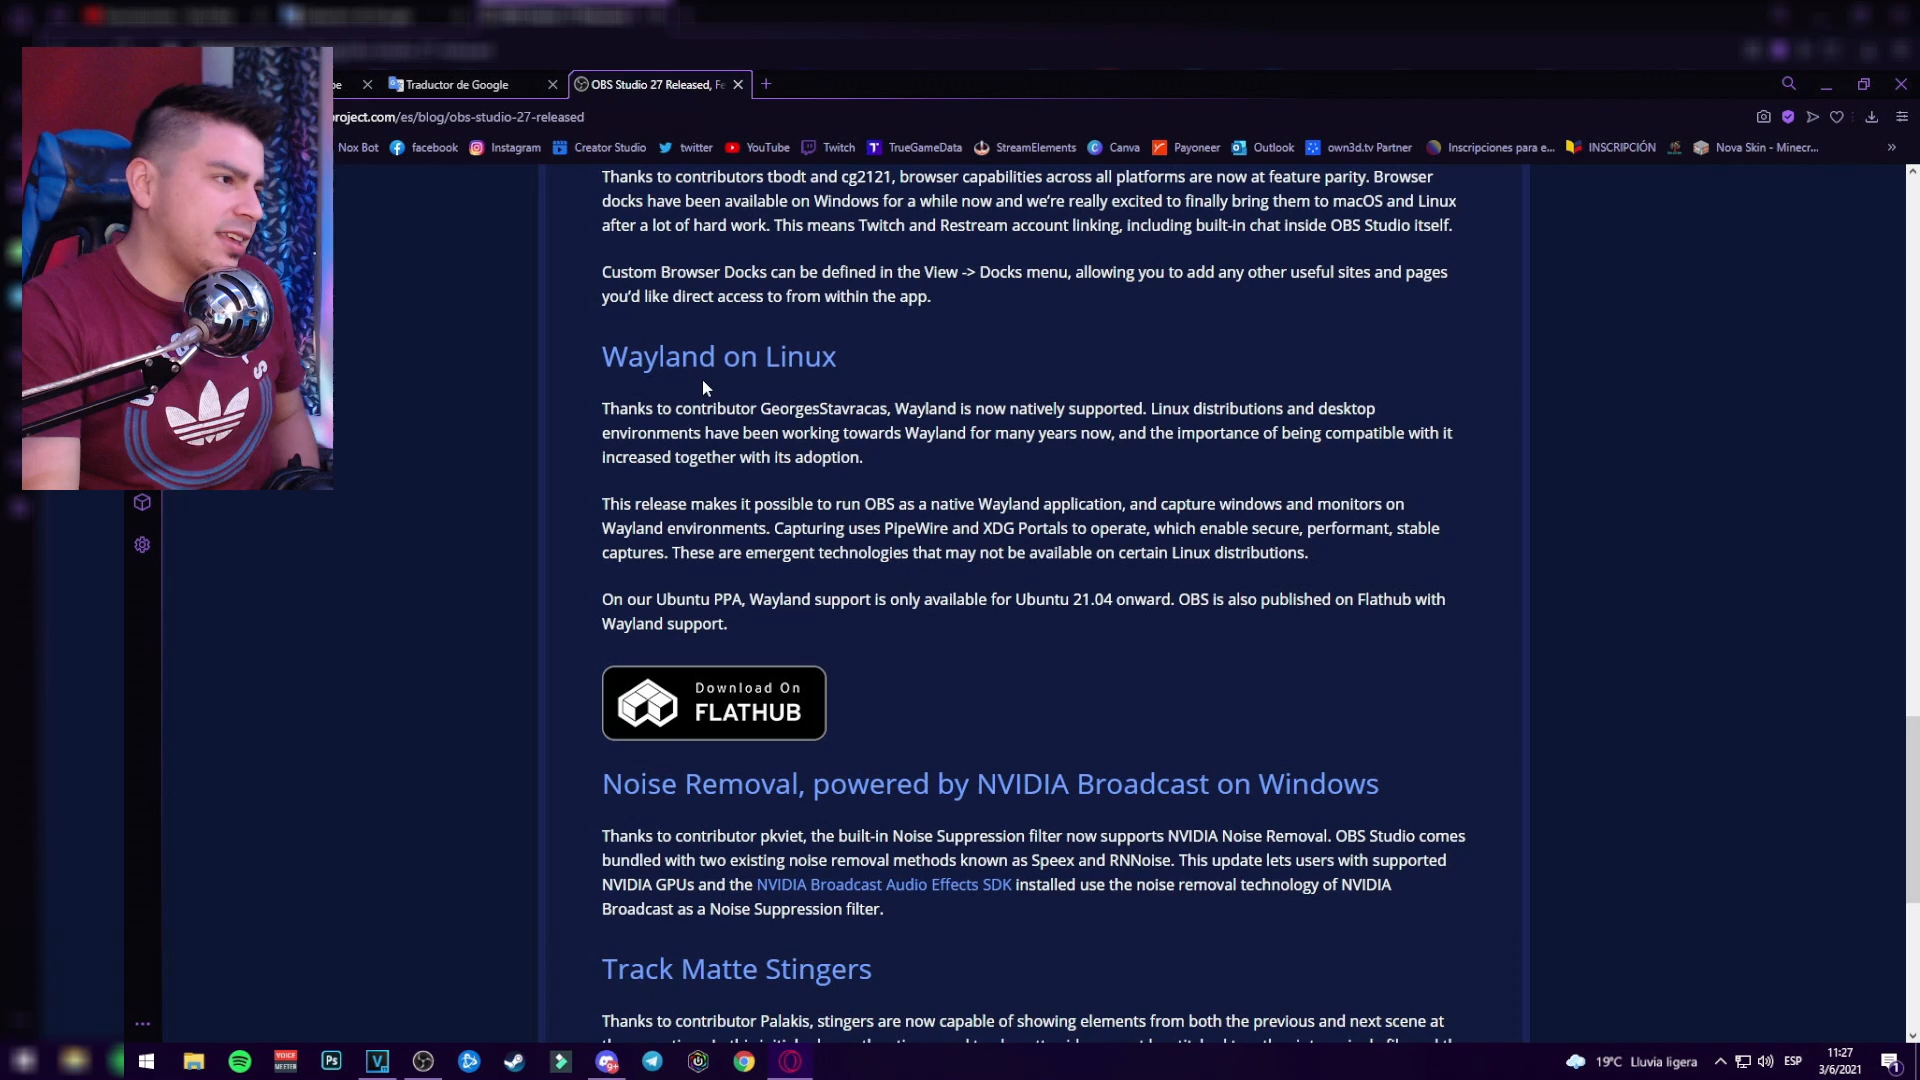 be
Traductor de Google
OBS Studio 27 Released, Fe
project.com/es/blog/obs-studio-27-released
Nox Bot
facebook
Instagram
Creator Studio
twitter
YouTube
Twitch
TrueGameData
StreamElements
Canva
Payoneer
Outlook
own3d.tv Partner
Inscripciones para e...
INSCRIPCIÓN
Nova Skin - Minecr...
Thanks to contributors tbodt and cg2121, browser capabilities across all platforms are now at feature parity. Browser
docks have been available on Windows for a while now and we're really excited to finally bring them to macOS and Linux
after a lot of hard work. This means Twitch and Restream account linking, including built-in chat inside OBS Studio itself.
Custom Browser Docks can be defined in the View -> Docks menu, allowing you to add any other useful sites and pages
you'd like direct access to from within the app.
Wayland on Linux
Thanks to contributor GeorgesStavracas, Wayland is now natively supported. Linux distributions and desktop
environments have been working towards Wayland for many years now, and the importance of being compatible with it
increased together with its adoption.
This release makes it possible to run OBS as a native Wayland application, and capture windows and monitors on
Wayland environments. Capturing uses PipeWire and XDG Portals to operate, which enable secure, performant, stable
captures. These are emergent technologies that may not be available on certain Linux distributions.
On our Ubuntu PPA, Wayland support is only available for Ubuntu 21.04 onward. OBS is also published on Flathub with
Wayland support.
Download On
FLATHUB
Noise Removal, powered by NVIDIA Broadcast on Windows
Thanks to contributor pkviet, the built-in Noise Suppression filter now supports NVIDIA Noise Removal. OBS Studio comes
bundled with two existing noise removal methods known as Speex and RNNoise. This update lets users with supported
NVIDIA GPUs and the NVIDIA Broadcast Audio Effects SDK installed use the noise removal technology of NVIDIA
Broadcast as a Noise Suppression filter.
Track Matte Stingers
Thanks to contributor Palakis, stingers are now capable of showing elements from both the previous and next scene at
VOICE
MEETER
Ps
V
9+
19°C Lluvia ligera
ESP
11:27
3/6/2021
1